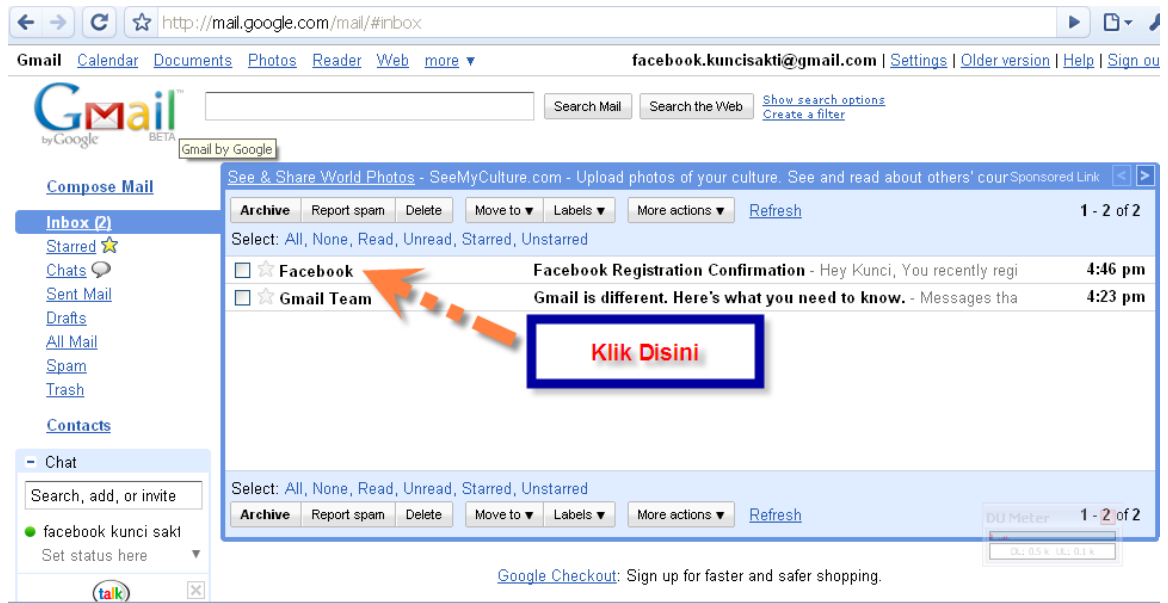 http://mail.google.com/mail/#inbox
Gmail Calendar Documents Photos Reader Web more ▼ facebook.kuncisakti@gmail.com | Settings | Older version | Help | Sign ou
Gmail by Google BETA
Search Mail Search the Web Show search options
Create a filter
Gmail by Google
Compose Mail
See & Share World Photos - SeeMyCulture.com - Upload photos of your culture. See and read about others' cour Sponsored Link < >
Archive Report spam Delete Move to ▼ Labels ▼ More actions ▼ Refresh 1 - 2 of 2
Select: All, None, Read, Unread, Starred, Unstarred
Inbox (2)
Starred
Chats
Sent Mail
Drafts
All Mail
Spam
Trash
Contacts
Facebook Facebook Registration Confirmation - Hey Kunci, You recently regi 4:46 pm
Gmail Team Gmail is different. Here's what you need to know. - Messages tha 4:23 pm
Klik Disini
Select: All, None, Read, Unread, Starred, Unstarred
Archive Report spam Delete Move to ▼ Labels ▼ More actions ▼ Refresh 1 - 2 of 2
DU Meter
DL: 0.5 k UL: 0.1 k
– Chat
Search, add, or invite
facebook kunci sakt
Set status here ▼
talk
Google Checkout: Sign up for faster and safer shopping.